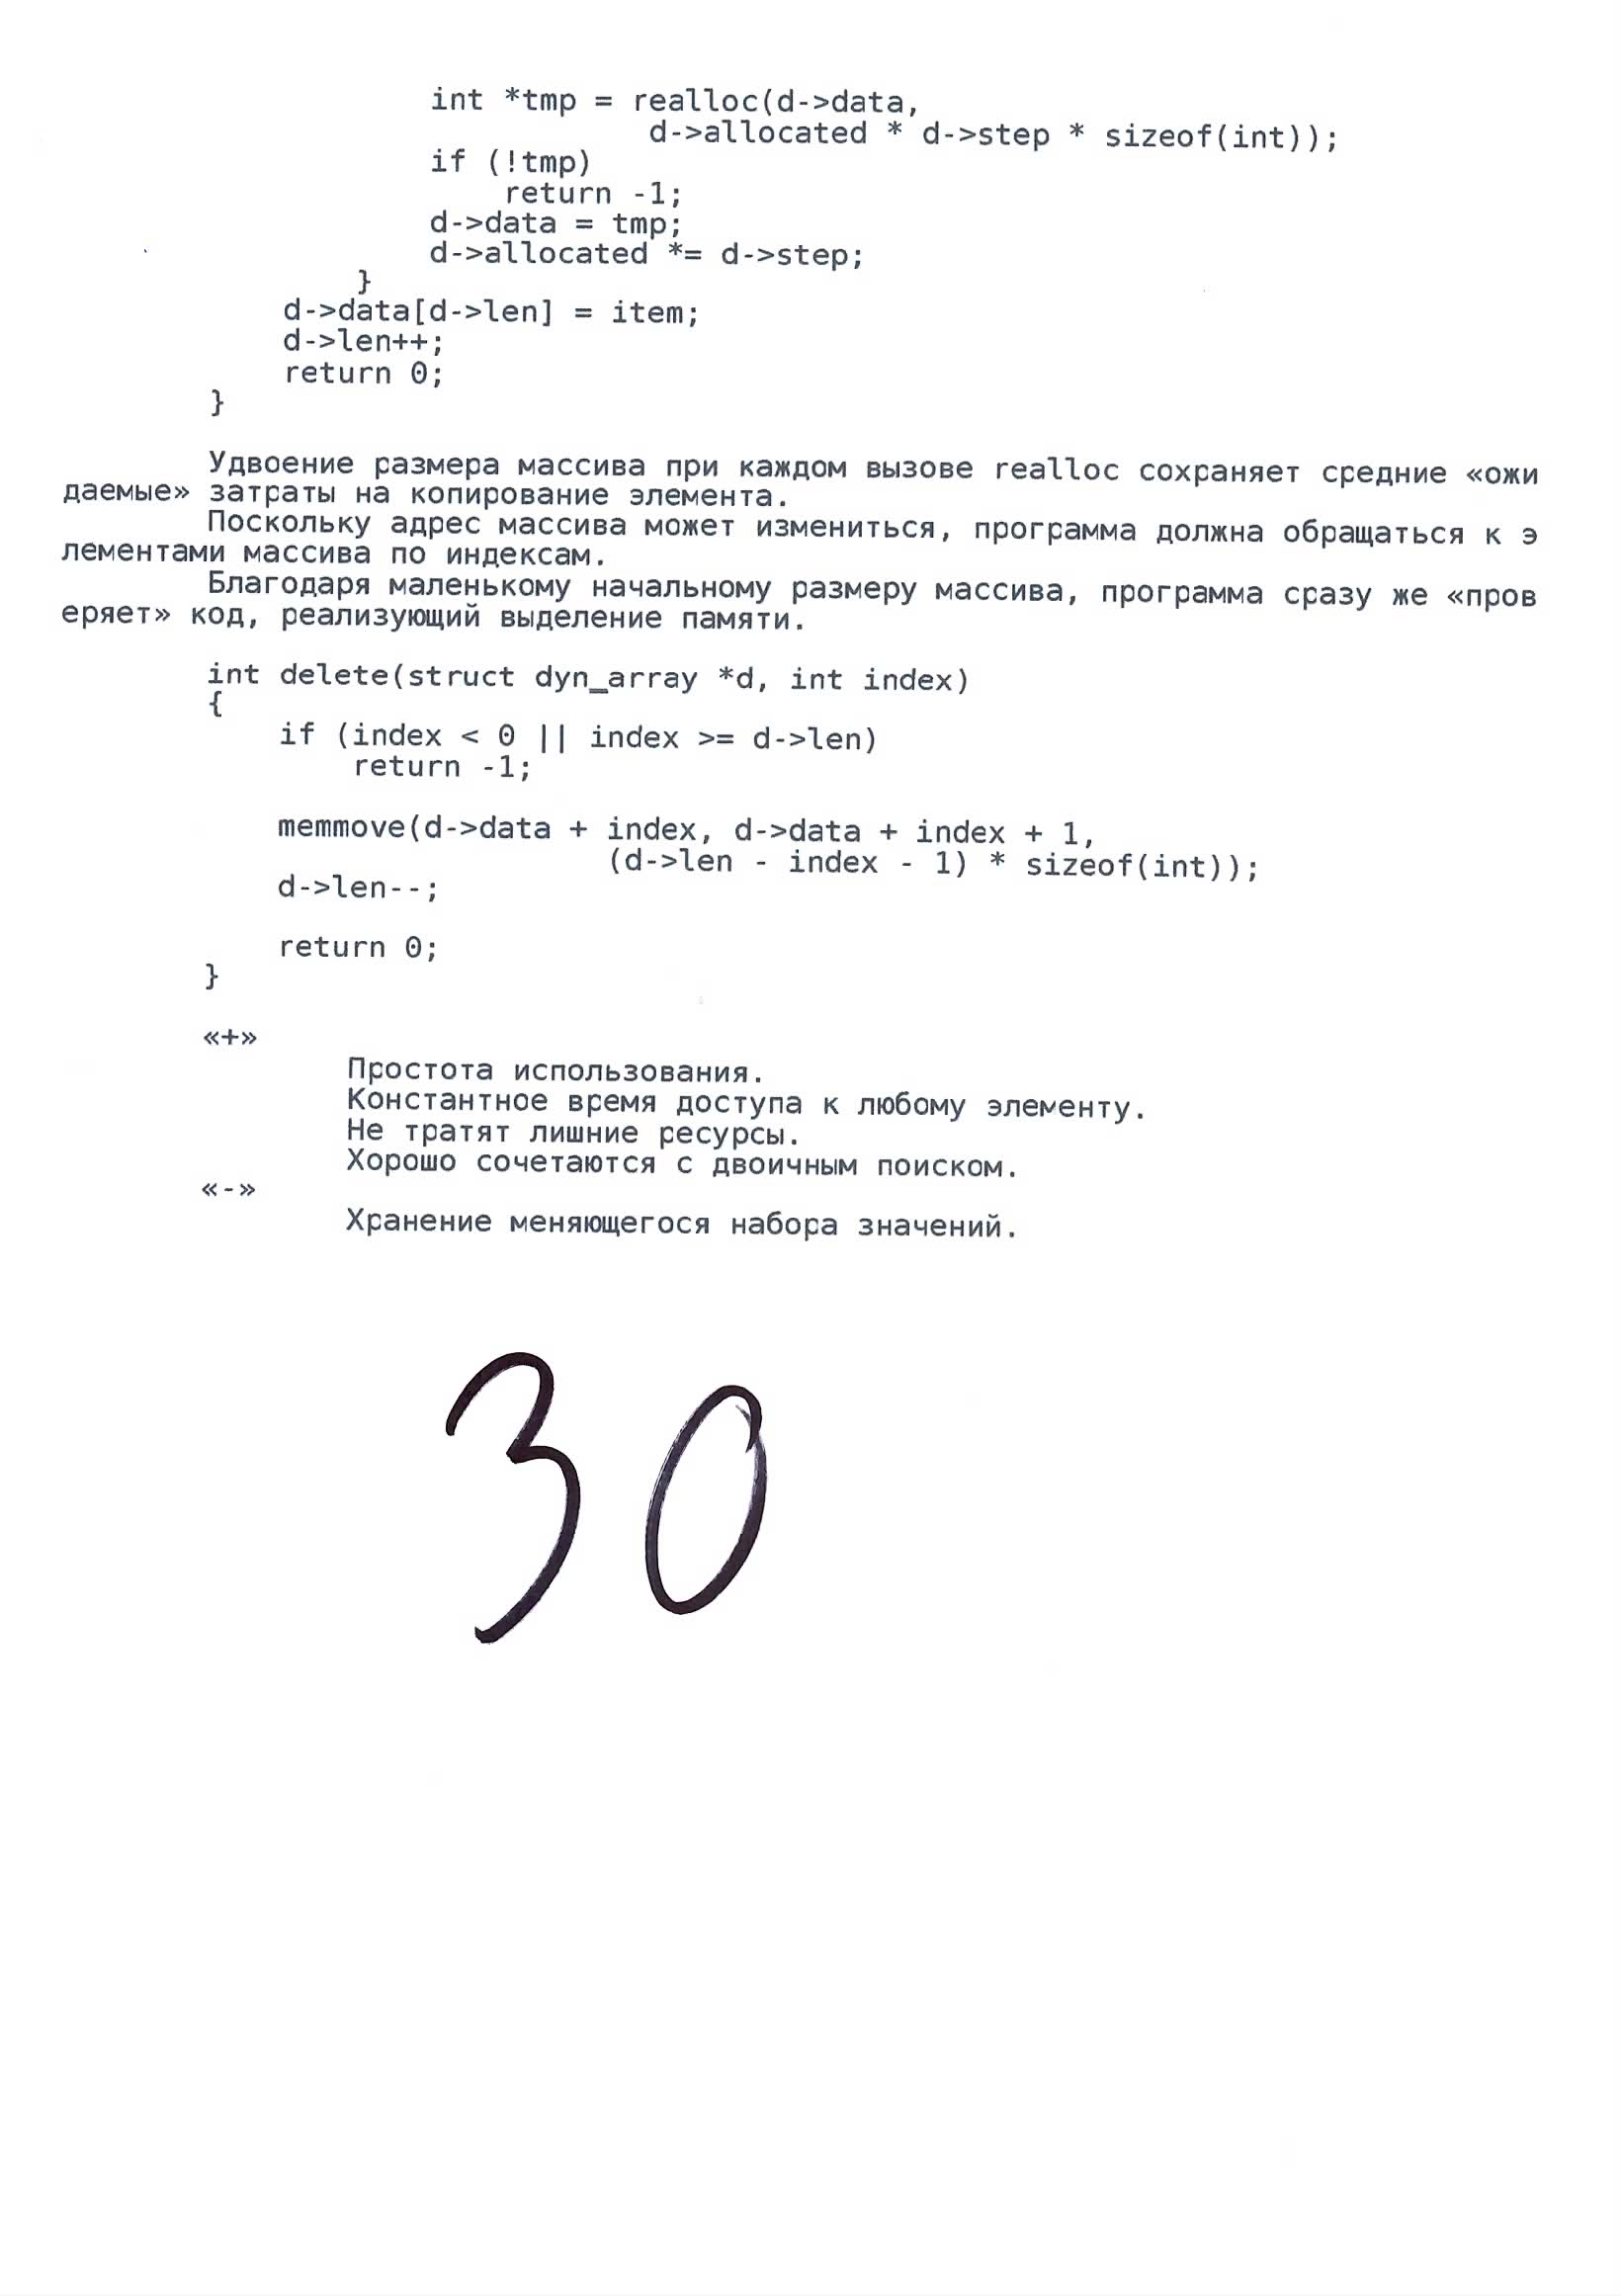 int *tmp = realloc(d->data,
d->allocated * d->step * sizeof(int));
if (!tmp)
return -1;
d->data = tmp;
d->allocated *= d->step;
}
d->data[d->len] = item;
d->len++;
return 0;
}
Удвоение размера массива при каждом вызове realloc сохраняет средние «ожи
даемые» затраты на копирование элемента.
Поскольку адрес массива может измениться, программа должна обращаться к э
лементами массива по индексам.
Благодаря маленькому начальному размеру массива, программа сразу же «пров
еряет» код, реализующий выделение памяти.
int delete(struct dyn_array *d, int index)
{
if (index < 0 || index >= d->len)
return -1;
memmove(d->data + index, d->data + index + 1,
(d->len - index - 1) * sizeof(int));
d->len--;
return 0;
}
«+»
Простота использования.
Константное время доступа к любому элементу.
Не тратят лишние ресурсы.
Хорошо сочетаются с двоичным поиском.
«-»
Хранение меняющегося набора значений.
30